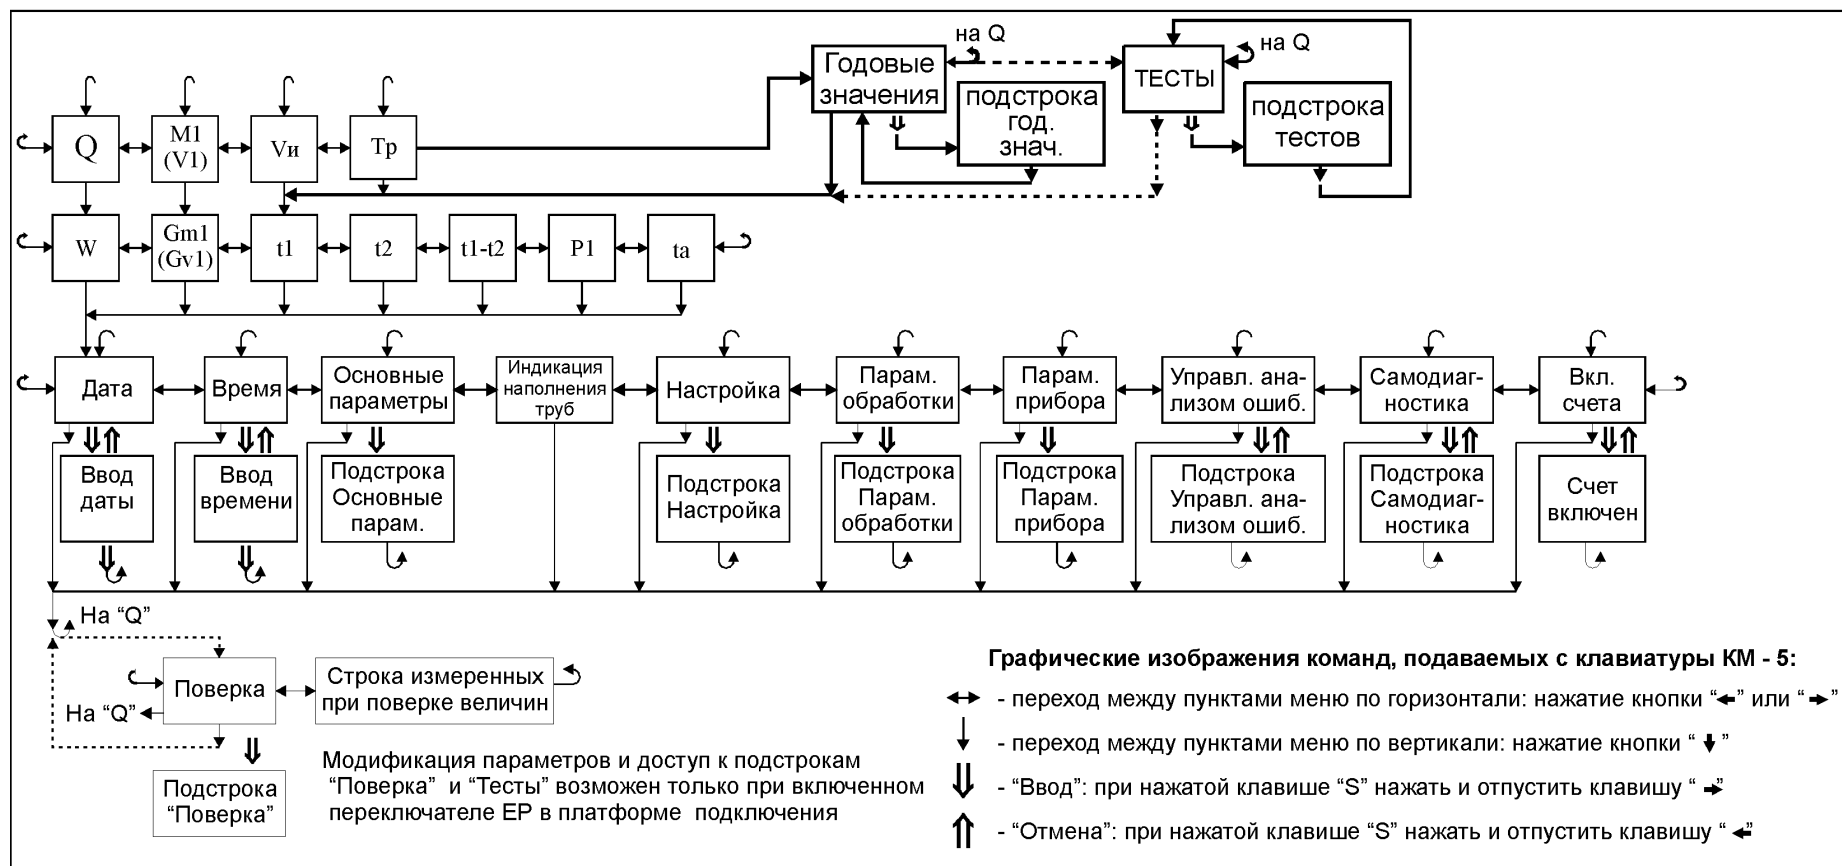 на Q
на Q
Годовые
значения
ТЕСТЫ
подстрока
год.
знач.
подстрока
тестов
Q
M1
(V1)
Vи
Тр
W
Gm1
(Gv1)
t1
t2
t1-t2
P1
ta
Дата
Время
Основные
параметры
Индикация
наполнения
труб
Настройка
Парам.
обработки
Парам.
прибора
Управл. ана-
лизом ошиб.
Самодиаг-
ностика
Вкл.
счета
Ввод
даты
Ввод
времени
Подстрока
Основные
парам.
Подстрока
Настройка
Подстрока
Парам.
обработки
Подстрока
Парам.
прибора
Подстрока
Управл. ана-
лизом ошиб.
Подстрока
Самодиаг-
ностика
Счет
включен
На “Q”
Поверка
Строка измеренных
при поверке величин
На “Q”
Подстрока
“Поверка”
Модификация параметров и доступ к подстрокам
“Поверка” и “Тесты” возможен только при включенном
переключателе ЕР в платформе подключения
Графические изображения команд, подаваемых с клавиатуры КМ - 5:
- переход между пунктами меню по горизонтали: нажатие кнопки “←” или “→”
- переход между пунктами меню по вертикали: нажатие кнопки “ ↓ ”
- “Ввод”: при нажатой клавише “S” нажать и отпустить клавишу “ →
- “Отмена”: при нажатой клавише “S” нажать и отпустить клавишу “ ←